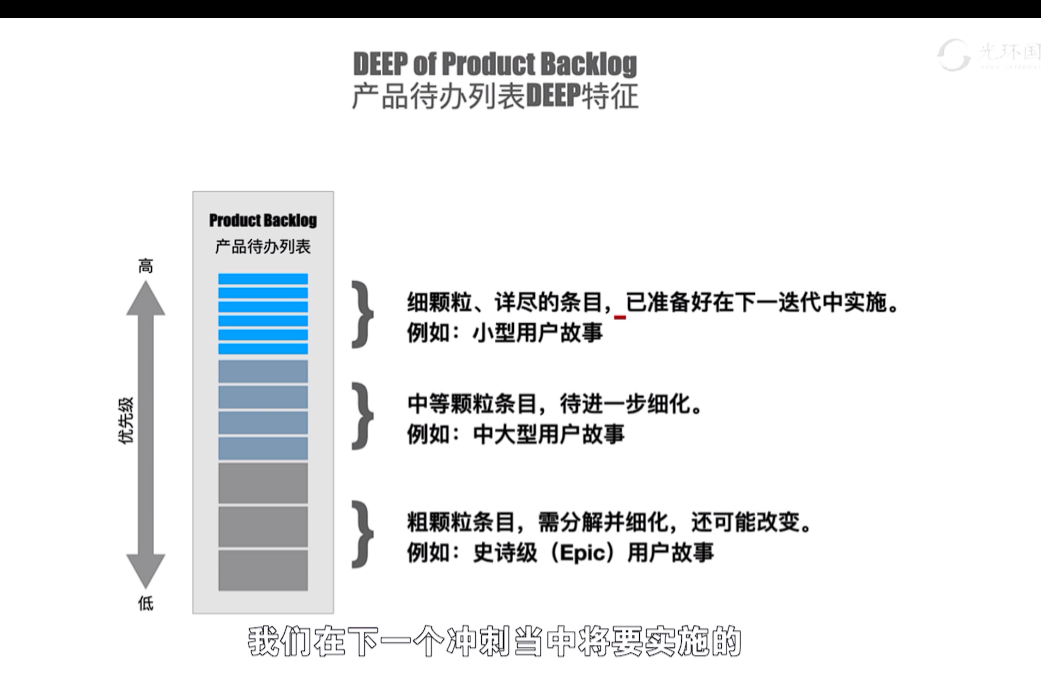 DEEP of Product Backlog
产品待办列表DEEP特征
光环国
Product Backlog
产品待办列表
高
优先级
低
细颗粒、详尽的条目，已准备好在下一迭代中实施。
例如：小型用户故事
中等颗粒条目，待进一步细化。
例如：中大型用户故事
粗颗粒条目，需分解并细化，还可能改变。
例如：史诗级（Epic）用户故事
我们在下一个冲刺当中将要实施的